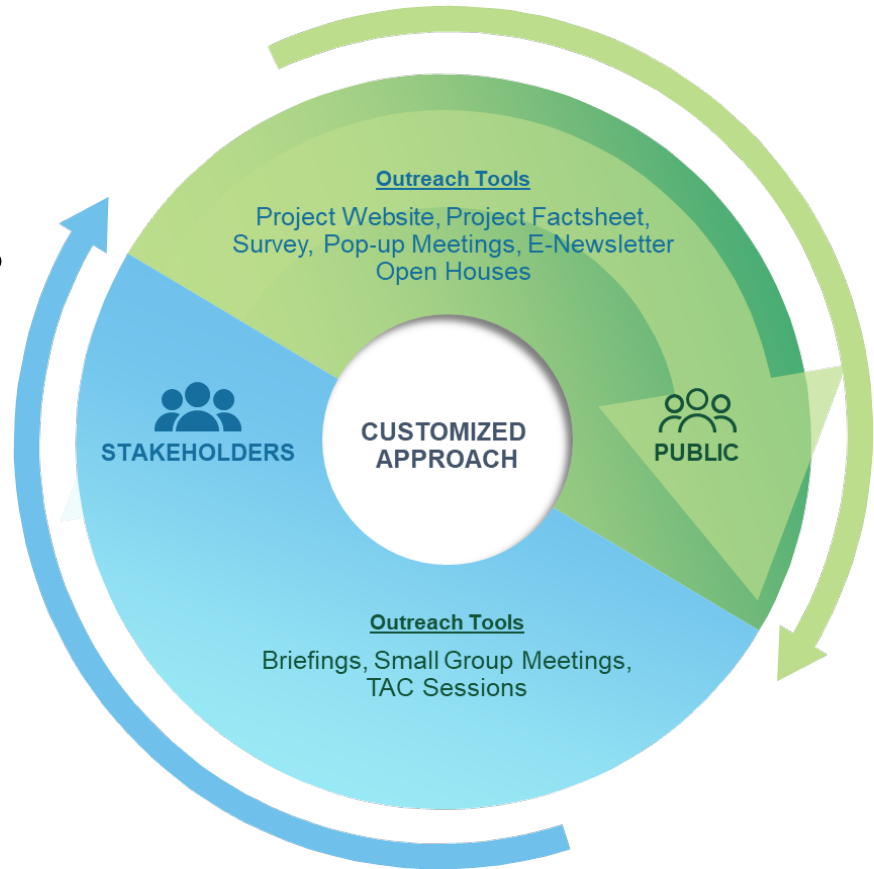 Outreach Tools
Project Website, Project Factsheet,
Survey, Pop-up Meetings, E-Newsletter
Open Houses
STAKEHOLDERS
CUSTOMIZED
APPROACH
PUBLIC
Outreach Tools
Briefings, Small Group Meetings,
TAC Sessions